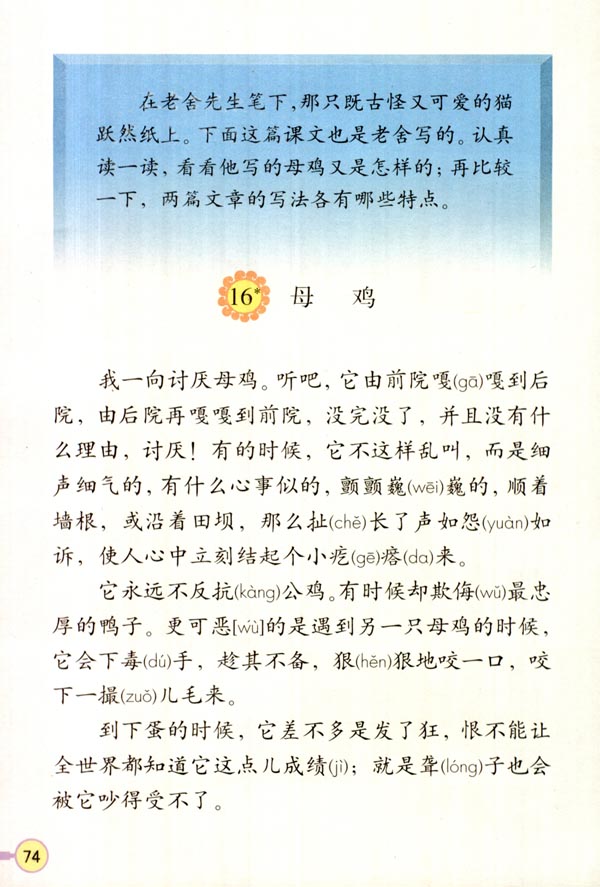 在老舍先生笔下，那只既古怪又可爱的猫
跃然纸上。下面这篇课文也是老舍写的。认真
读一读，看看他写的母鸡又是怎样的；再比较
一下，两篇文章的写法各有哪些特点。
16* 母 鸡
我一向讨厌母鸡。听吧，它由前院嘎(gā)嘎到后
院，由后院再嘎嘎到前院，没完没了，并且没有什
么理由，讨厌！有的时候，它不这样乱叫，而是细
声细气的，有什么心事似的，颤颤巍(wēi)巍的，顺着
墙根，或沿着田坝，那么扯(chě)长了声如怨(yuàn)如
诉，使人心中立刻结起个小疙(gē)瘩(da)来。
它永远不反抗(kàng)公鸡。有时候却欺侮(wǔ)最忠
厚的鸭子。更可恶[wù]的是遇到另一只母鸡的时候，
它会下毒(dú)手，趁其不备，狠(hěn)狠地咬一口，咬
下一撮(zuǒ)儿毛来。
到下蛋的时候，它差不多是发了狂，恨不能让
全世界都知道它这点儿成绩(jì)；就是聋(lóng)子也会
被它吵得受不了。
74